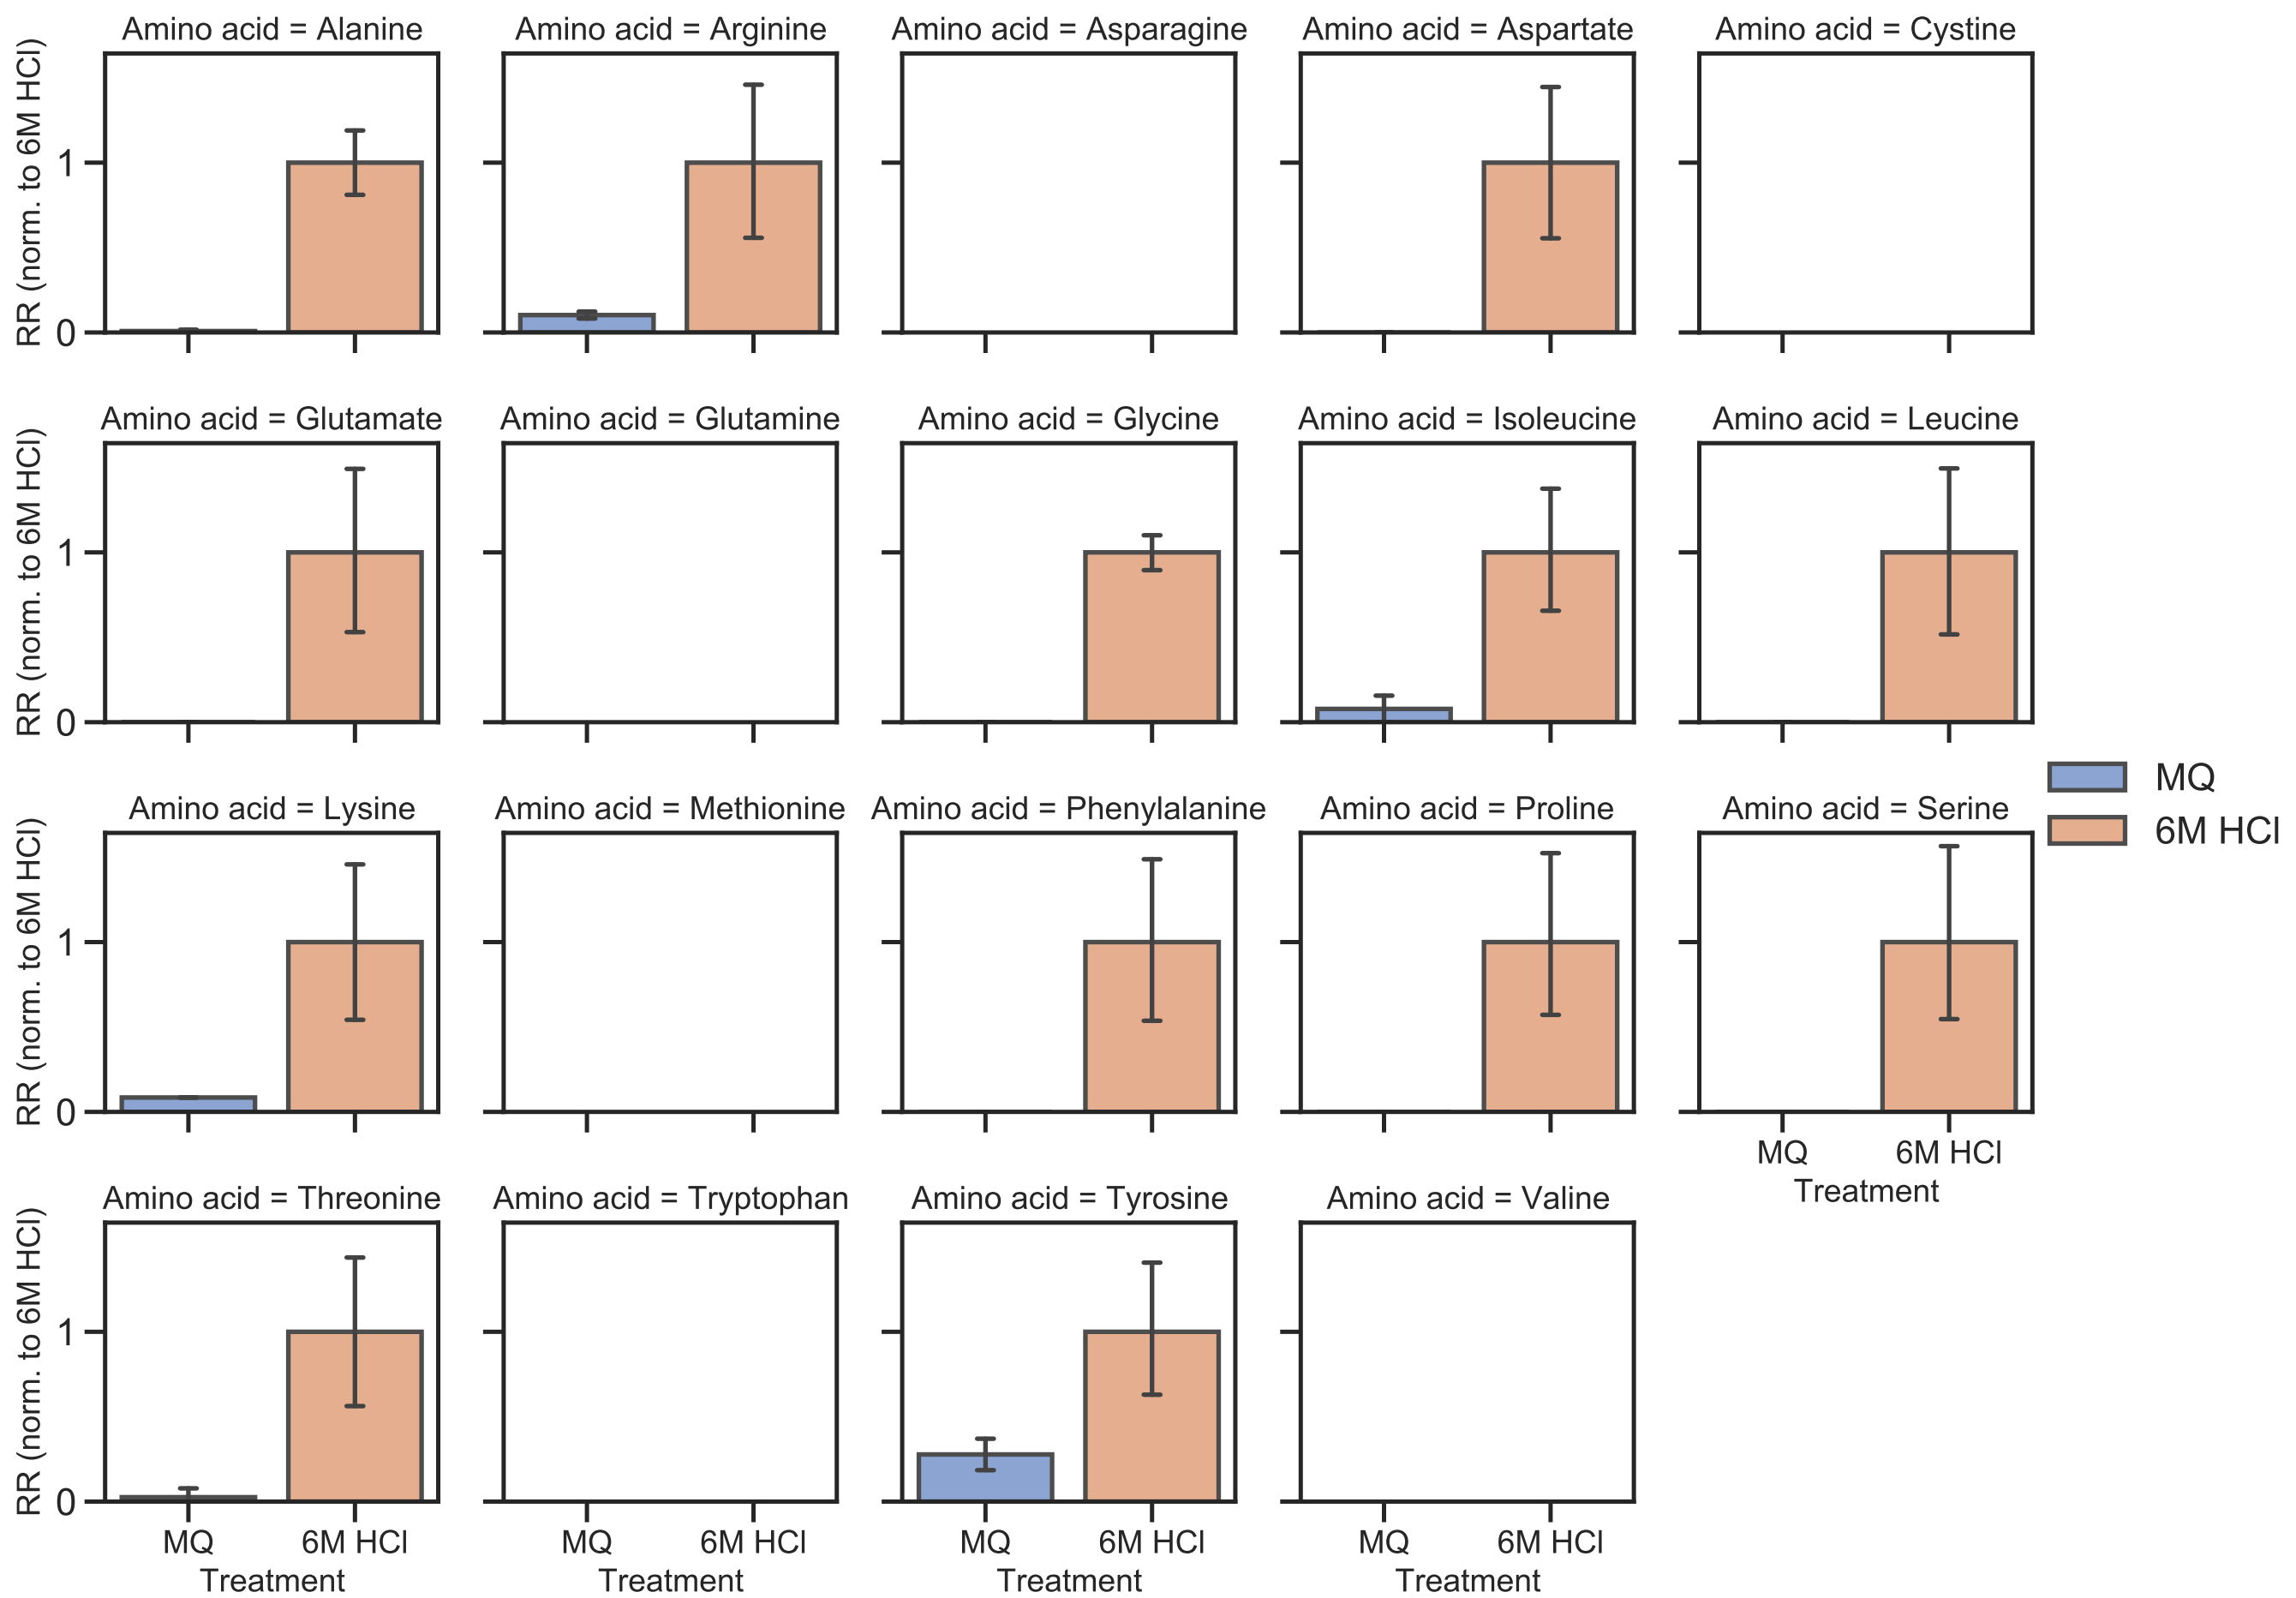 Amino acid = Alanine
Amino acid = Arginine
Amino acid = Asparagine
Amino acid = Aspartate
Amino acid = Cystine
RR (norm. to 6M HCl)
1
0
Amino acid = Glutamate
Amino acid = Glutamine
Amino acid = Glycine
Amino acid = Isoleucine
Amino acid = Leucine
RR (norm. to 6M HCl)
1
0
MQ
6M HCl
Amino acid = Lysine
Amino acid = Methionine
Amino acid = Phenylalanine
Amino acid = Proline
Amino acid = Serine
RR (norm. to 6M HCl)
1
0
MQ
6M HCl
Treatment
Amino acid = Threonine
Amino acid = Tryptophan
Amino acid = Tyrosine
Amino acid = Valine
RR (norm. to 6M HCl)
1
0
MQ
6M HCl
MQ
6M HCl
MQ
6M HCl
MQ
6M HCl
Treatment
Treatment
Treatment
Treatment